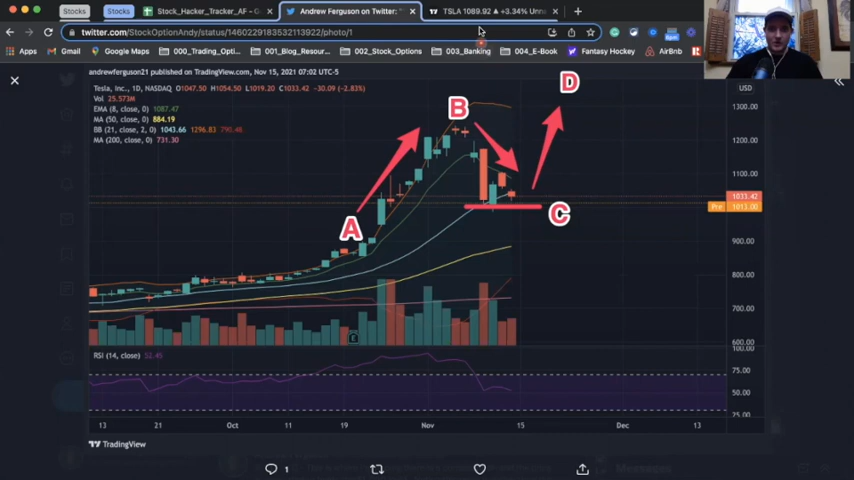 Stocks
Stock_Hacker_Tracker_AF - G
Stocks
Andrew Ferguson on Twitter: "
TSLA 1089.92 ▲ +3.34% Unn
twitter.com/StockOptionAndy/status/1460229183532113922/photo/1
Apps
Gmail
Google Maps
000_Trading_Opti...
001_Blog_Resour...
002_Stock_Options
003_Banking
004_E-Book
Fantasy Hockey
AirBnb
andrewferguson21 published on TradingView.com, Nov 15, 2021 07:02 UTC-5
Tesla, Inc., 1D, NASDAQ O1047.50 H1054.50 L1019.20 C1033.42 -30.09 (-2.83%)
Vol 25.573M
EMA (8, close, 0) 1087.47
MA (50, close, 0) 884.19
BB (21, close, 2, 0) 1043.66 1296.83 790.48
MA (200, close, 0) 731.30
USD
D
B
A
C
1300.00
1200.00
1100.00
1033.42
Pre 1013.00
900.00
800.00
700.00
600.00
E
RSI (14, close) 52.49
100.00
75.00
50.00
25.00
13
21
Oct
11
19
Nov
15
Dec
13
TradingView
1